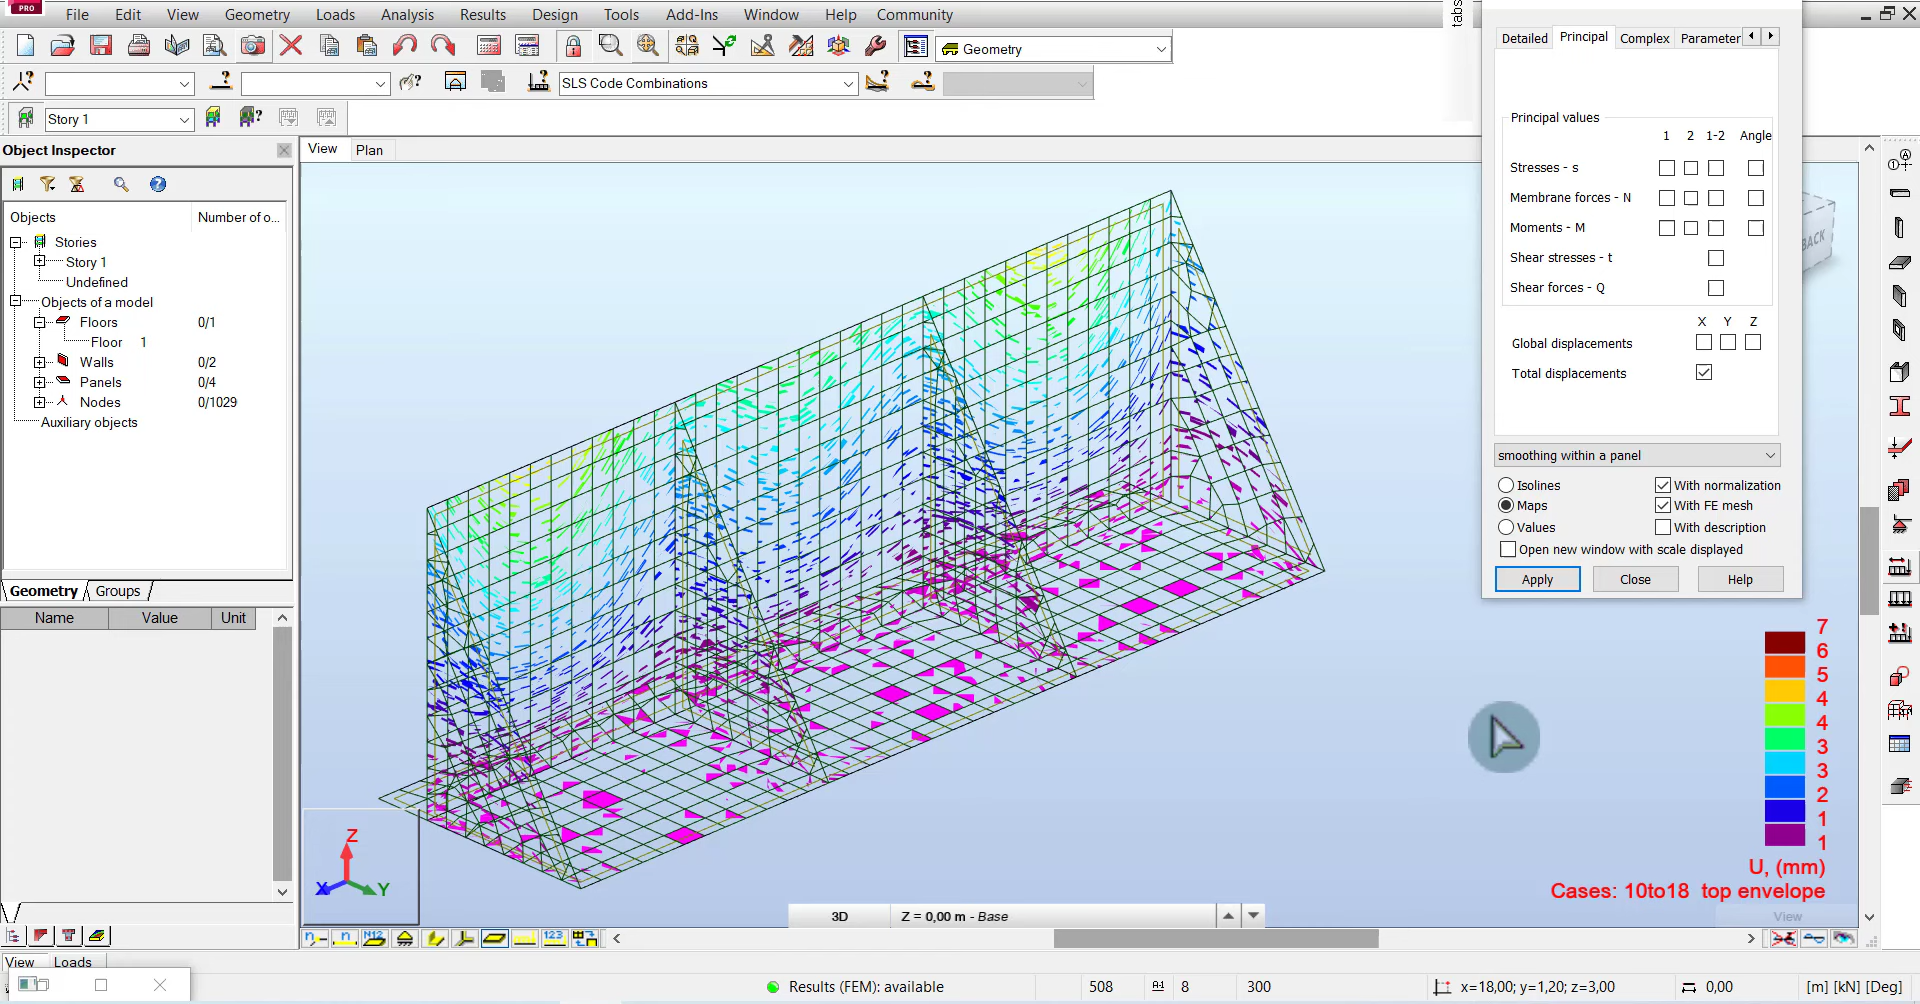 PRO
File Edit View Geometry Loads Analysis Results Design Tools Add-Ins Window Help Community
tabs
Geometry
SLS Code Combinations
Story 1
Object Inspector
View Plan
Objects Number of o...
Stories
Story 1
Undefined
Objects of a model
Floors 0/1
Floor 1
Walls 0/2
Panels 0/4
Nodes 0/1029
Auxiliary objects
Geometry Groups
Name Value Unit
Detailed Principal Complex Parameter
Principal values
1 2 1-2 Angle
Stresses - s
Membrane forces - N
Moments - M
Shear stresses - t
Shear forces - Q
X Y Z
Global displacements
Total displacements
smoothing within a panel
Isolines With normalization
Maps With FE mesh
Values With description
Open new window with scale displayed
Apply Close Help
BACK
7
6
5
4
4
3
3
2
1
1
U, (mm)
Cases: 10to18 top envelope
View
Z
X Y
3D Z = 0,00 m - Base
View Loads
Results (FEM): available 508 8 300 x=18,00; y=1,20; z=3,00 0,00 [m] [kN] [Deg]